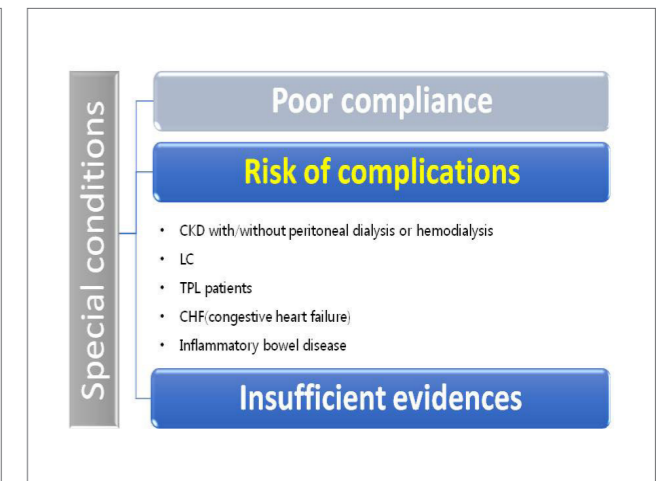 Special conditions
Poor compliance
Risk of complications
• CKD with/without peritoneal dialysis or hemodialysis
• LC
• TPL patients
• CHF(congestive heart failure)
• Inflammatory bowel disease
Insufficient evidences